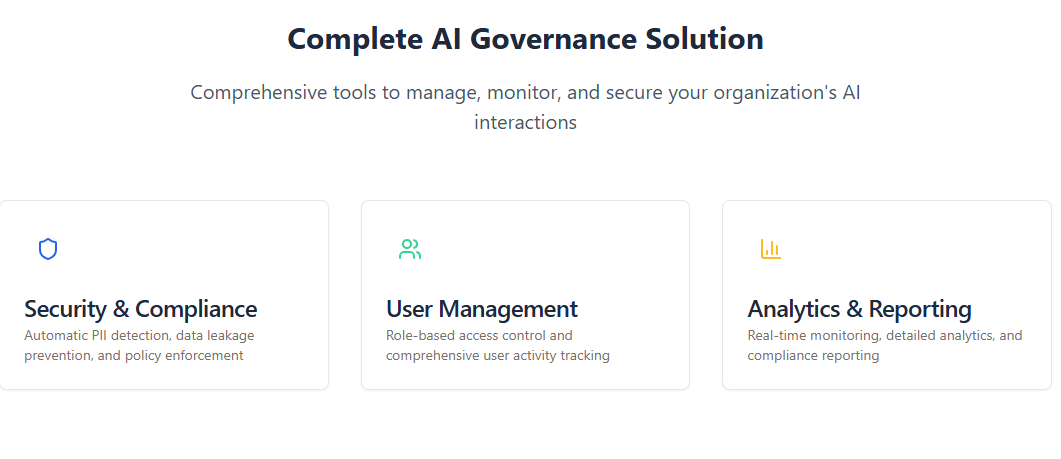 Complete AI Governance Solution
Comprehensive tools to manage, monitor, and secure your organization's AI
interactions
Security & Compliance
Automatic PII detection, data leakage
prevention, and policy enforcement
User Management
Role-based access control and
comprehensive user activity tracking
Analytics & Reporting
Real-time monitoring, detailed analytics, and
compliance reporting